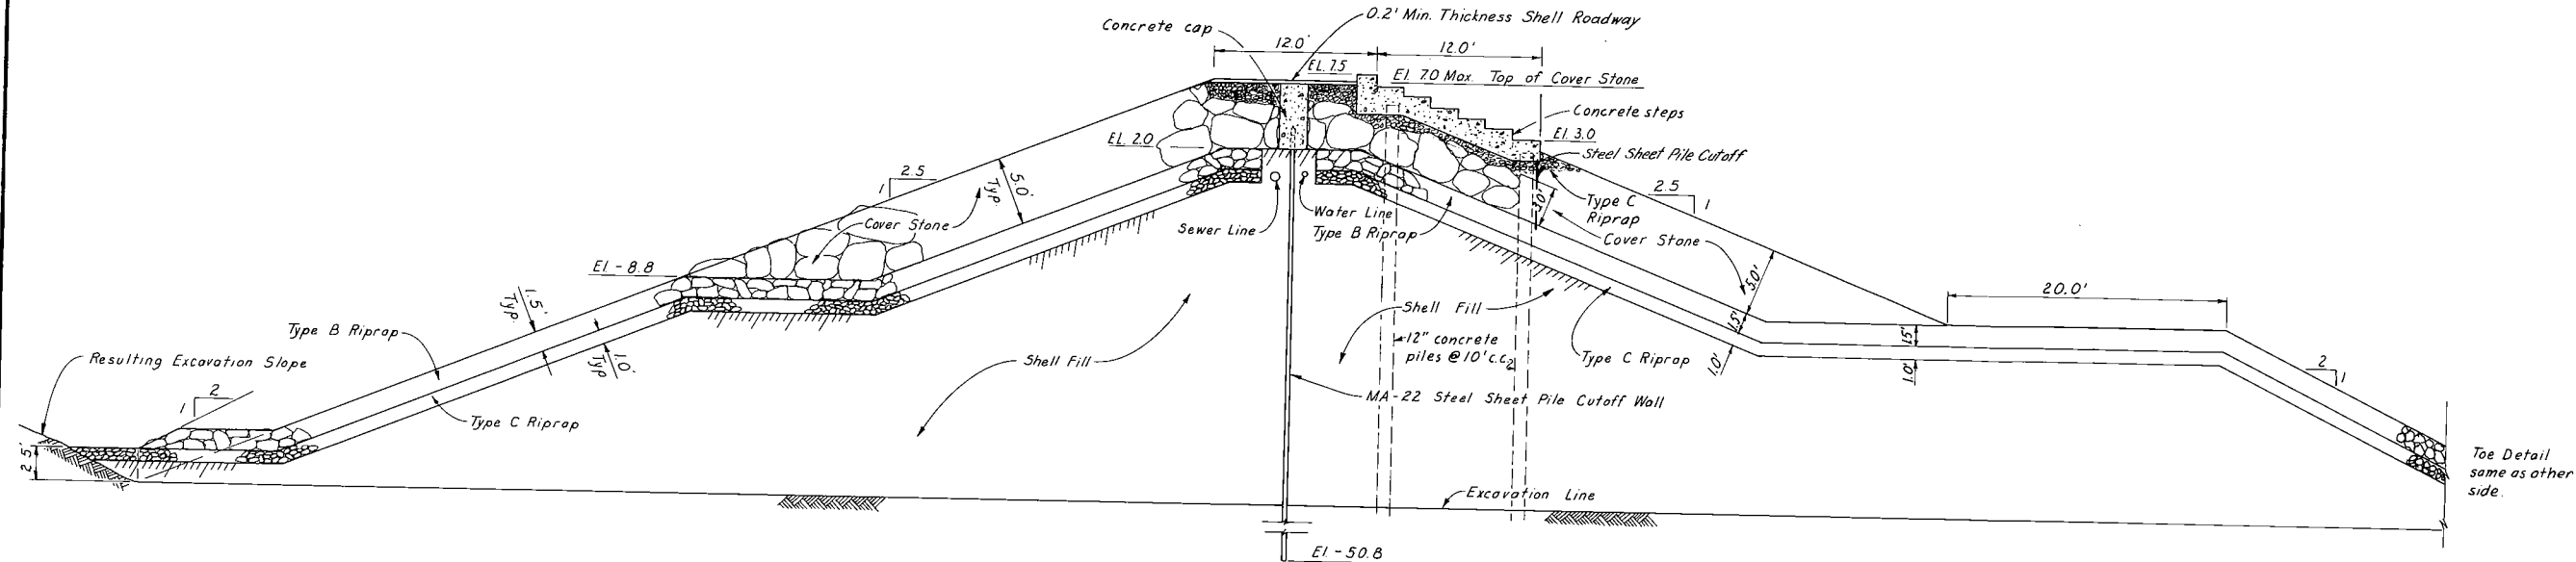 0.2' Min. Thickness Shell Roadway
Concrete cap
12.0'
12.0'
EL. 7.5
El. 7.0 Max. Top of Cover Stone
Concrete steps
EL. 2.0
El. 3.0
Steel Sheet Pile Cutoff
1
2.5
5.0'
Typ.
2.5
1
Cover Stone
Sewer Line
Water Line
Type B Riprap
3.0'
Type C
Riprap
Cover Stone
El. -8.8
1.5'
Typ.
5.0'
20.0'
Type B Riprap
Shell Fill
1.5'
1.5'
Resulting Excavation Slope
1.0'
Typ
Shell Fill
12" concrete
piles @ 10' c.c.
Type C Riprap
1.0'
1.0'
2
1
1
2
Type C Riprap
MA-22 Steel Sheet Pile Cutoff Wall
2.5'
Toe Detail
same as other
side.
Excavation Line
El. -50.8